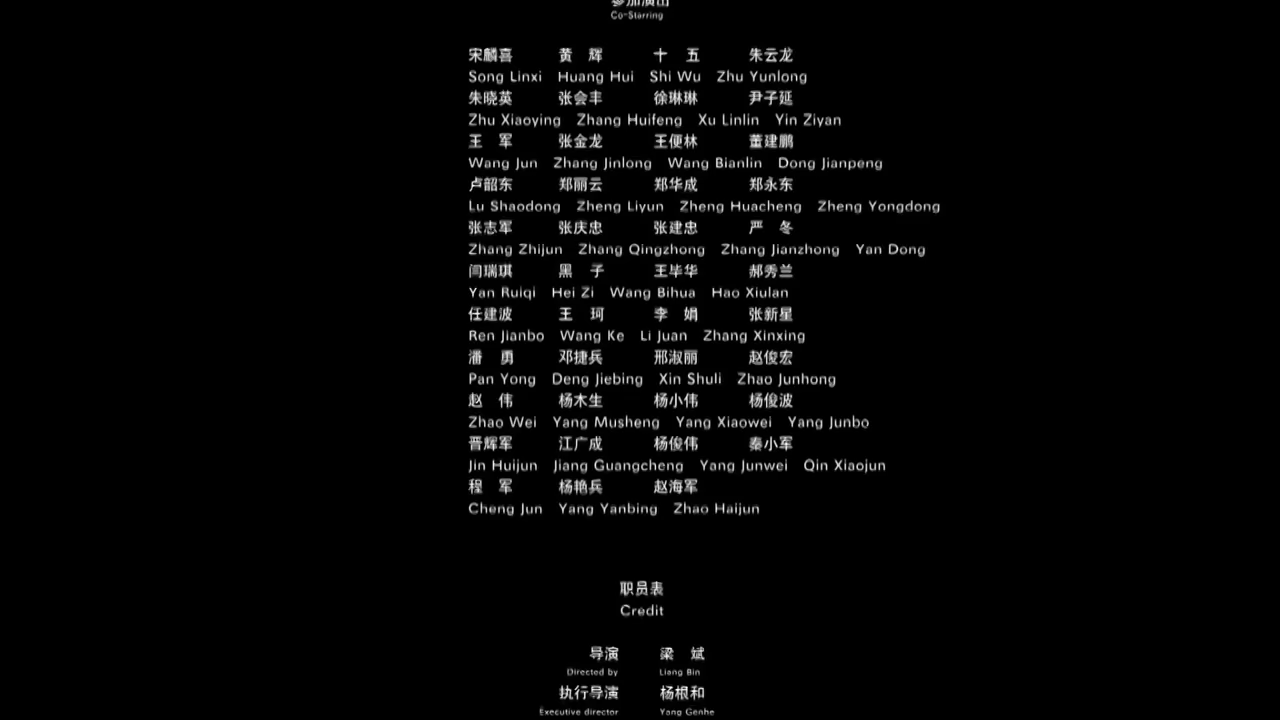 参加演出
Co-Starring
宋麟喜 黄 辉 十 五 朱云龙
Song Linxi Huang Hui Shi Wu Zhu Yunlong
朱晓英 张会丰 徐琳琳 尹子延
Zhu Xiaoying Zhang Huifeng Xu Linlin Yin Ziyan
王 军 张金龙 王便林 董建鹏
Wang Jun Zhang Jinlong Wang Bianlin Dong Jianpeng
卢韶东 郑丽云 郑华成 郑永东
Lu Shaodong Zheng Liyun Zheng Huacheng Zheng Yongdong
张志军 张庆忠 张建忠 严 冬
Zhang Zhijun Zhang Qingzhong Zhang Jianzhong Yan Dong
闫瑞琪 黑 子 王毕华 郝秀兰
Yan Ruiqi Hei Zi Wang Bihua Hao Xiulan
任建波 王 珂 李 娟 张新星
Ren Jianbo Wang Ke Li Juan Zhang Xinxing
潘 勇 邓捷兵 邢淑丽 赵俊宏
Pan Yong Deng Jiebing Xin Shuli Zhao Junhong
赵 伟 杨木生 杨小伟 杨俊波
Zhao Wei Yang Musheng Yang Xiaowei Yang Junbo
晋辉军 江广成 杨俊伟 秦小军
Jin Huijun Jiang Guangcheng Yang Junwei Qin Xiaojun
程 军 杨艳兵 赵海军
Cheng Jun Yang Yanbing Zhao Haijun
职员表
Credit
导演 梁 斌
Directed by Liang Bin
执行导演 杨根和
Executive director Yang Genhe